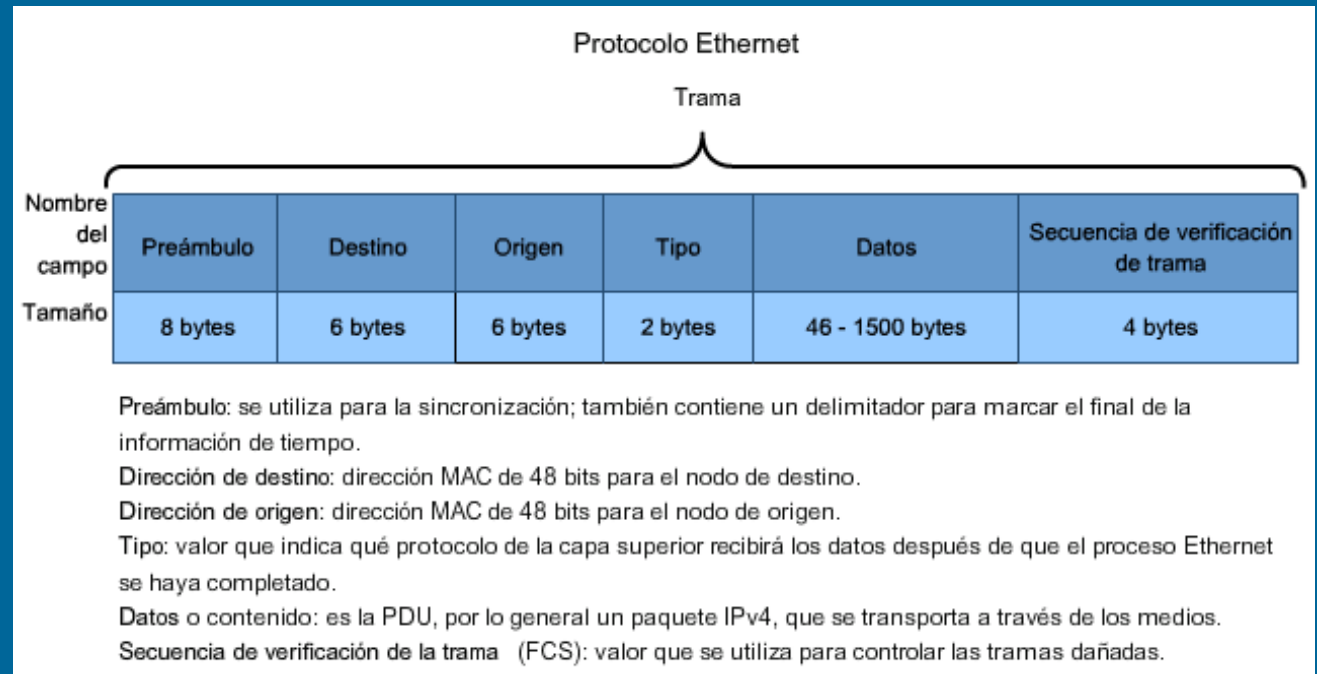 Protocolo Ethernet
Trama
Nombre
del
campo
Preámbulo
Destino
Origen
Tipo
Datos
Secuencia de verificación
de trama
Tamaño
8 bytes
6 bytes
6 bytes
2 bytes
46 - 1500 bytes
4 bytes
Preámbulo: se utiliza para la sincronización; también contiene un delimitador para marcar el final de la
información de tiempo.
Dirección de destino: dirección MAC de 48 bits para el nodo de destino.
Dirección de origen: dirección MAC de 48 bits para el nodo de origen.
Tipo: valor que indica qué protocolo de la capa superior recibirá los datos después de que el proceso Ethernet
se haya completado.
Datos o contenido: es la PDU, por lo general un paquete IPv4, que se transporta a través de los medios.
Secuencia de verificación de la trama (FCS): valor que se utiliza para controlar las tramas dañadas.